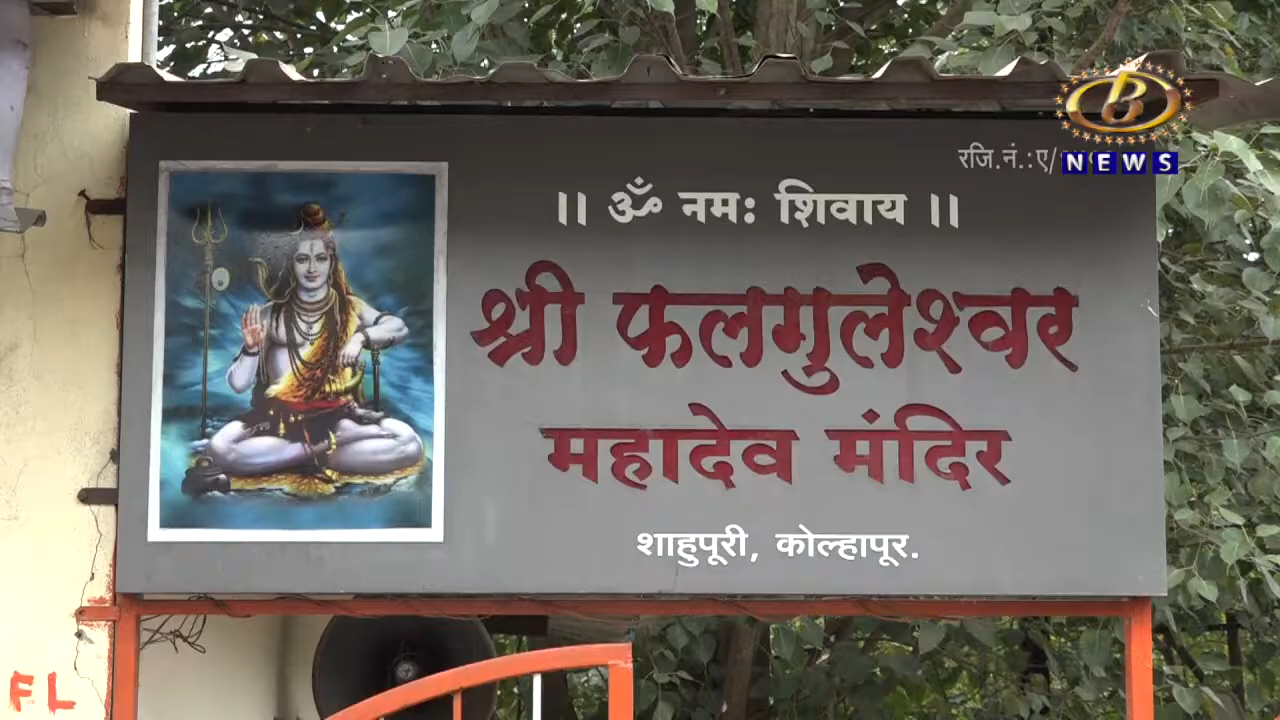 B
NEWS
रजि.नं.:ए/
।। ॐ नम: शिवाय ।।
श्री फलगुलेश्वर
महादेव मंदिर
शाहुपूरी, कोल्हापूर.
FL